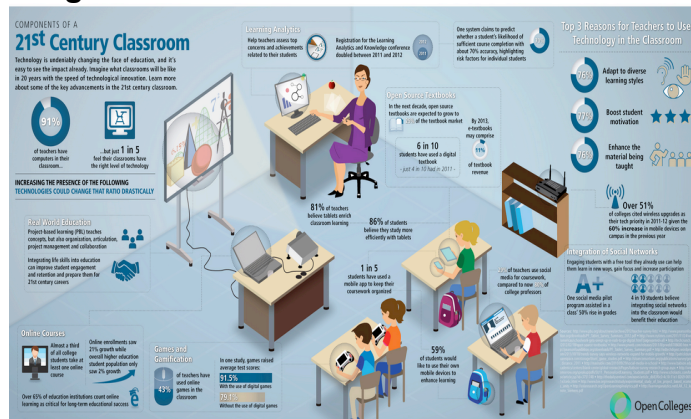 COMPONENTS OF A
21st Century Classroom
Technology is undeniably changing the face of education, and it's
easy to see the impact already. Imagine what classrooms will be like
in 20 years with the speed of technological innovation. Learn more
about some of the key advancements in the 21st century classroom.
91%
of teachers have
computers in their
classroom...
...but just 1 in 5
feel their classrooms have
the right level of technology
INCREASING THE PRESENCE OF THE FOLLOWING
TECHNOLOGIES COULD CHANGE THAT RATIO DRASTICALLY
Learning Analytics
Help teachers assess top
concerns and achievements
related to their students
Registration for the Learning
Analytics and Knowledge conference
doubled between 2011 and 2012
One system claims to predict
whether a student's likelihood of
sufficient course completion with
about 70% accuracy, highlighting
risk factors for individual students
Top 3 Reasons for Teachers to Use
Technology in the Classroom
76%
Adapt to diverse
learning styles
77%
Boost student
motivation
76%
Enhance the
material being
taught
Open-Source Textbooks
In the next decade, open source
textbooks are expected to grow to
of the textbook market
6 in 10
students have used a digital
textbook
- just 4 in 10 had in 2011 -
By 2013,
e-textbooks
may comprise
11%
of textbook
revenue
81% of teachers
believe tablets enrich
classroom learning
86% of students
believe they study more
efficiently with tablets
Over 51%
of colleges cited wireless upgrades as
their tech priority in 2011-12 given the
60% increase in mobile devices on
campus in the previous year
Real World Education
Project-based learning (PBL) teaches
concepts, but also organization, articulation,
project management and collaboration
Integrating life skills into education
can improve student engagement
and retention and prepare them for
21st century careers
1 in 5
students have used a
mobile app to keep their
coursework organized
of teachers use social
media for coursework,
compared to now
of college professors
Integration of Social Networks
Engaging students with a free tool they already use can help
them learn in new ways, gain focus and increase participation
A+
One social media pilot
program assisted in a
class' 50% rise in grades
4 in 10 students believe
integrating social networks
into the classroom would
benefit their education
Online Courses
Almost a third
of all college
students take at
least one online
course
Online enrollments saw
21% growth while
overall higher education
student population only
saw 2% growth
Over 65% of education institutions count online
learning as critical for long-term educational success
Games and
Gamification
43%
of teachers have
used online
games in the
classroom
In one study, games raised
average test scores:
91.5%
With the use of digital games
79.1%
Without the use of digital games
59%
of students would
like to use their own
mobile devices to
enhance learning
OpenColleges